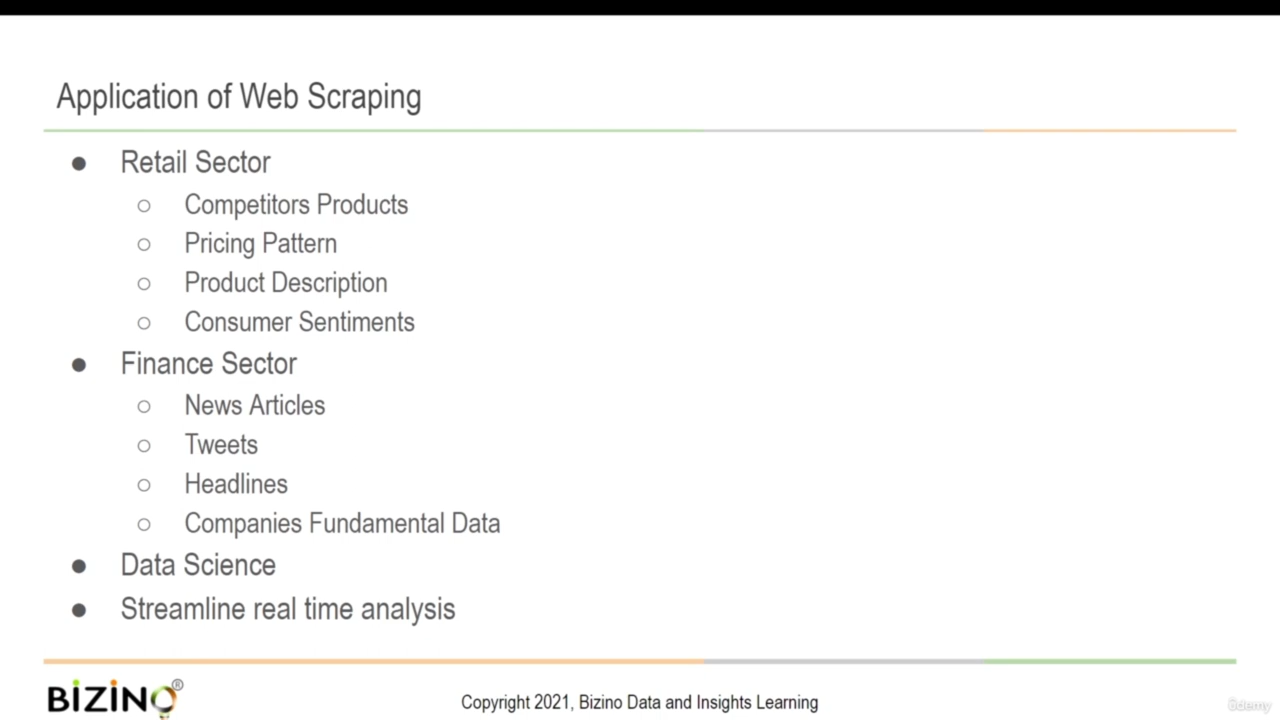 Application of Web Scraping
● Retail Sector
○ Competitors Products
○ Pricing Pattern
○ Product Description
○ Consumer Sentiments
● Finance Sector
○ News Articles
○ Tweets
○ Headlines
○ Companies Fundamental Data
● Data Science
● Streamline real time analysis
BiZiNO®
Copyright 2021, Bizino Data and Insights Learning
ûdemy